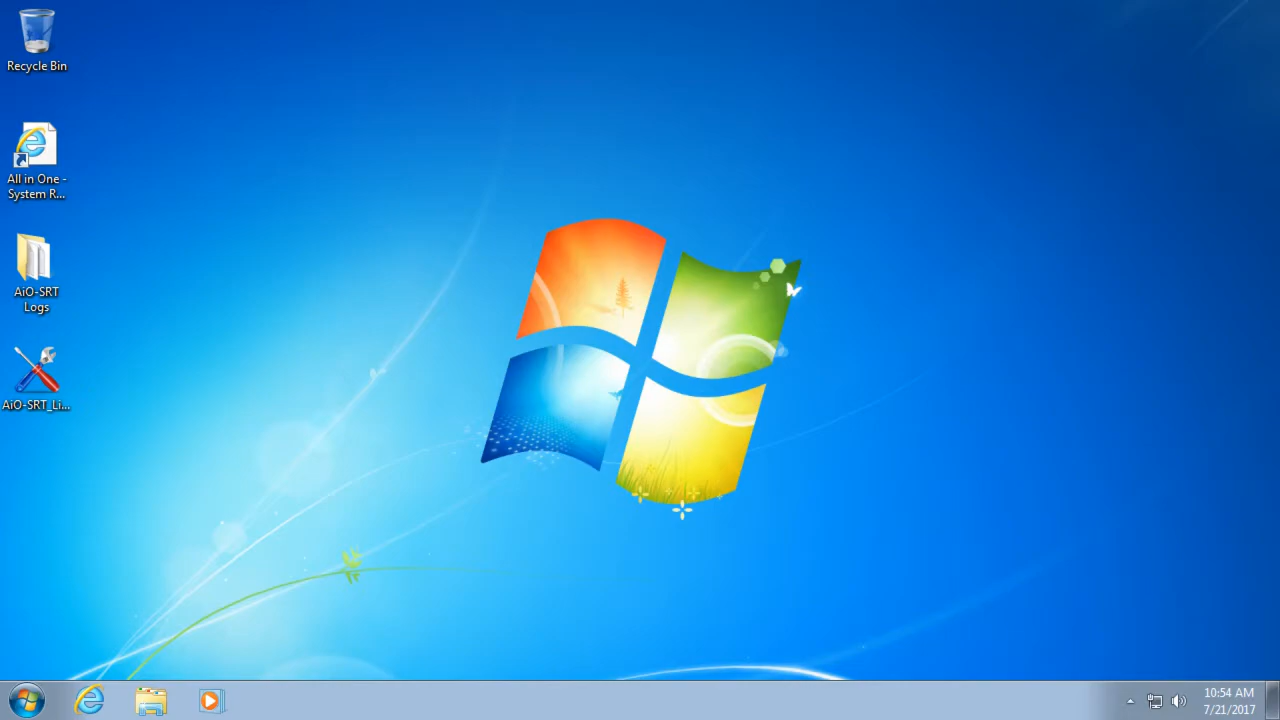 Recycle Bin
All in One -
System R...
AiO-SRT
Logs
AiO-SRT_Li...
10:54 AM
7/21/2017